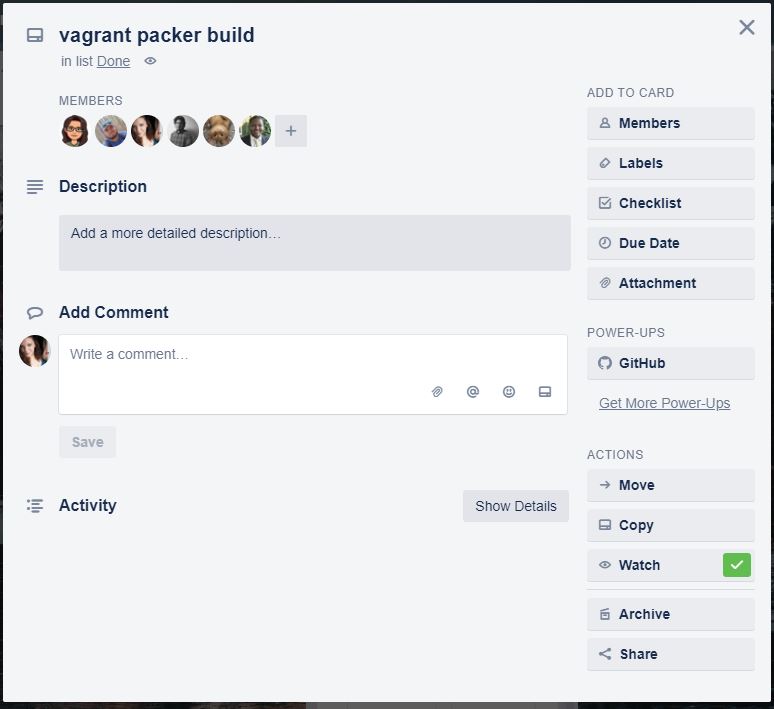 vagrant packer build
in list Done
MEMBERS
Description
Add a more detailed description…
Add Comment
Write a comment…
Save
Activity
Show Details
ADD TO CARD
Members
Labels
Checklist
Due Date
Attachment
POWER-UPS
GitHub
Get More Power-Ups
ACTIONS
Move
Copy
Watch
Archive
Share